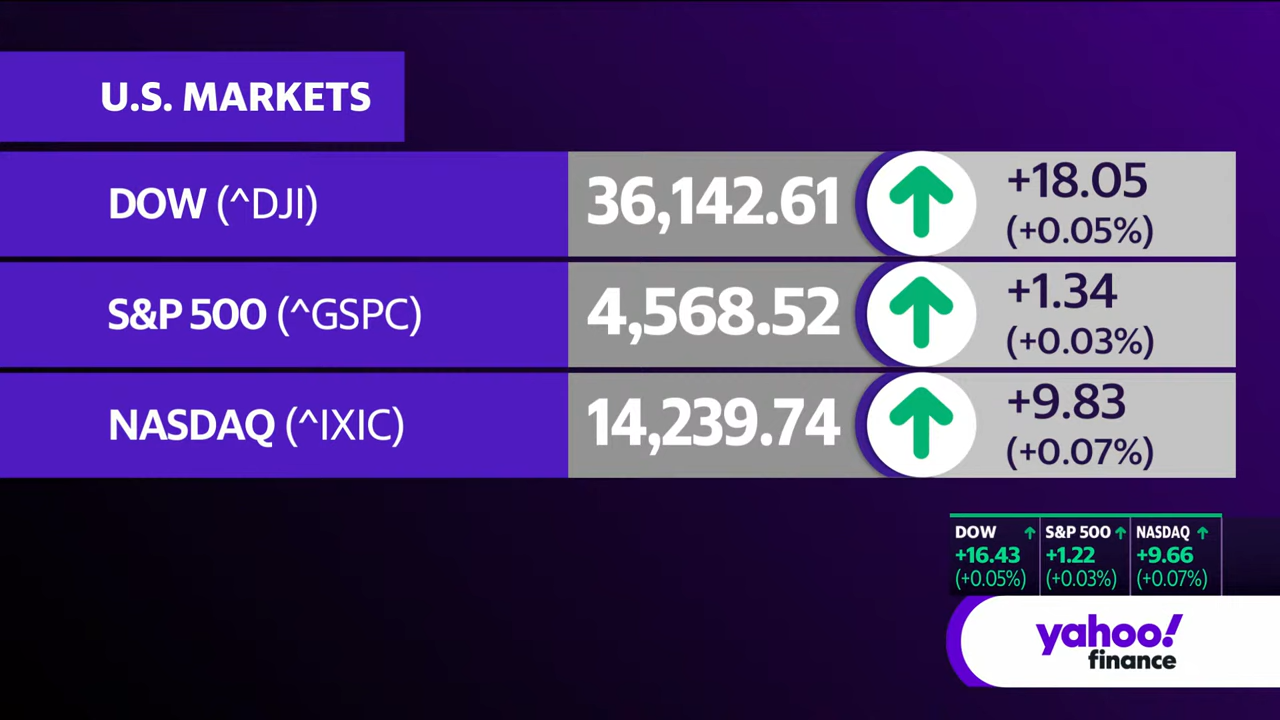 U.S. MARKETS
DOW (^DJI) 36,142.61 +18.05
(+0.05%)
S&P 500 (^GSPC) 4,568.52 +1.34
(+0.03%)
NASDAQ (^IXIC) 14,239.74 +9.83
(+0.07%)
DOW S&P 500 NASDAQ
+16.43 +1.22 +9.66
(+0.05%) (+0.03%) (+0.07%)
yahoo!
finance